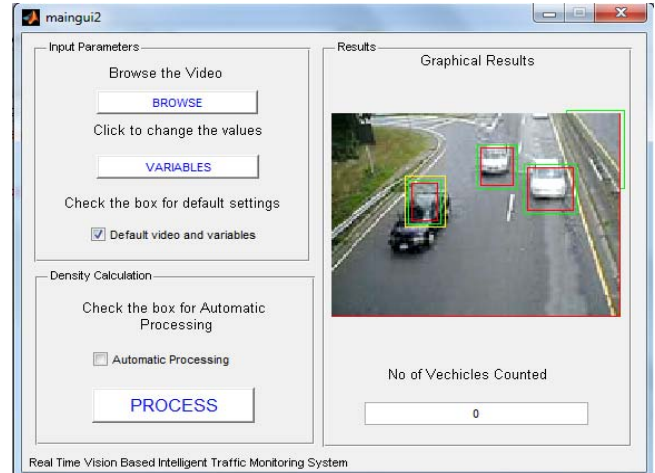 maingui2
Input Parameters
Browse the Video
BROWSE
Click to change the values
VARIABLES
Check the box for default settings
Default video and variables
Density Calculation
Check the box for Automatic
Processing
Automatic Processing
PROCESS
Results
Graphical Results
No of Vechicles Counted
0
Real Time Vision Based Intelligent Traffic Monitoring System